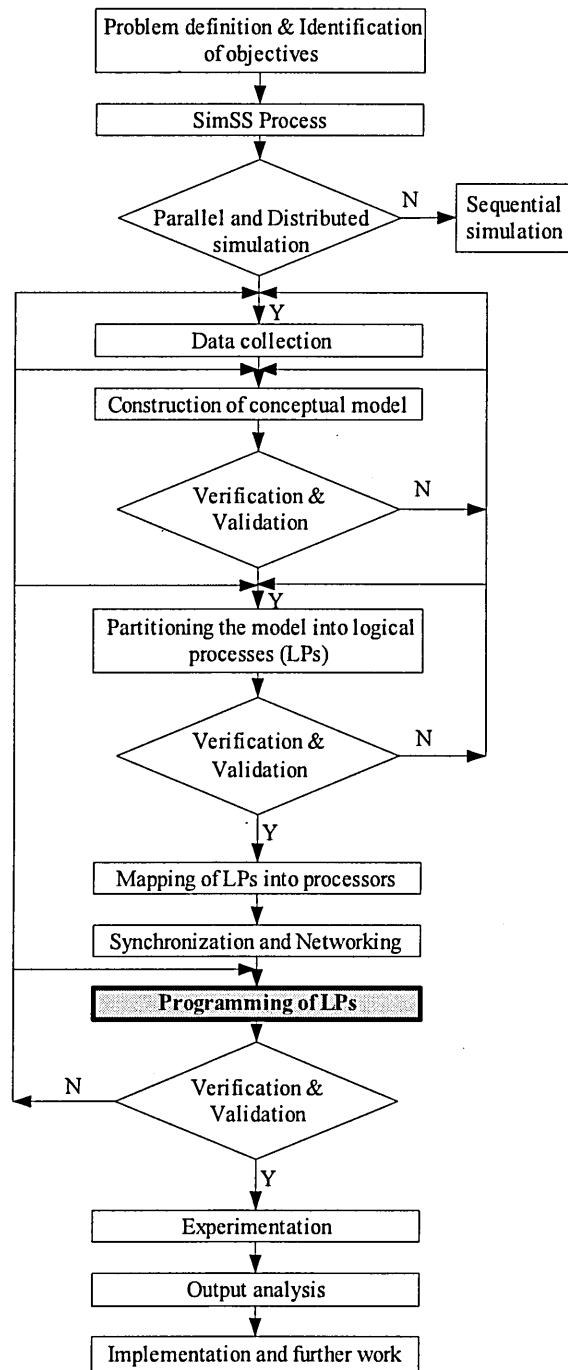 Problem definition & Identification
of objectives
SimSS Process
Parallel and Distributed
simulation
N
Sequential
simulation
Y
Data collection
Construction of conceptual model
Verification &
Validation
N
Y
Partitioning the model into logical
processes (LPs)
Verification &
Validation
N
Y
Mapping of LPs into processors
Synchronization and Networking
Programming of LPs
Verification &
Validation
N
Y
Experimentation
Output analysis
Implementation and further work